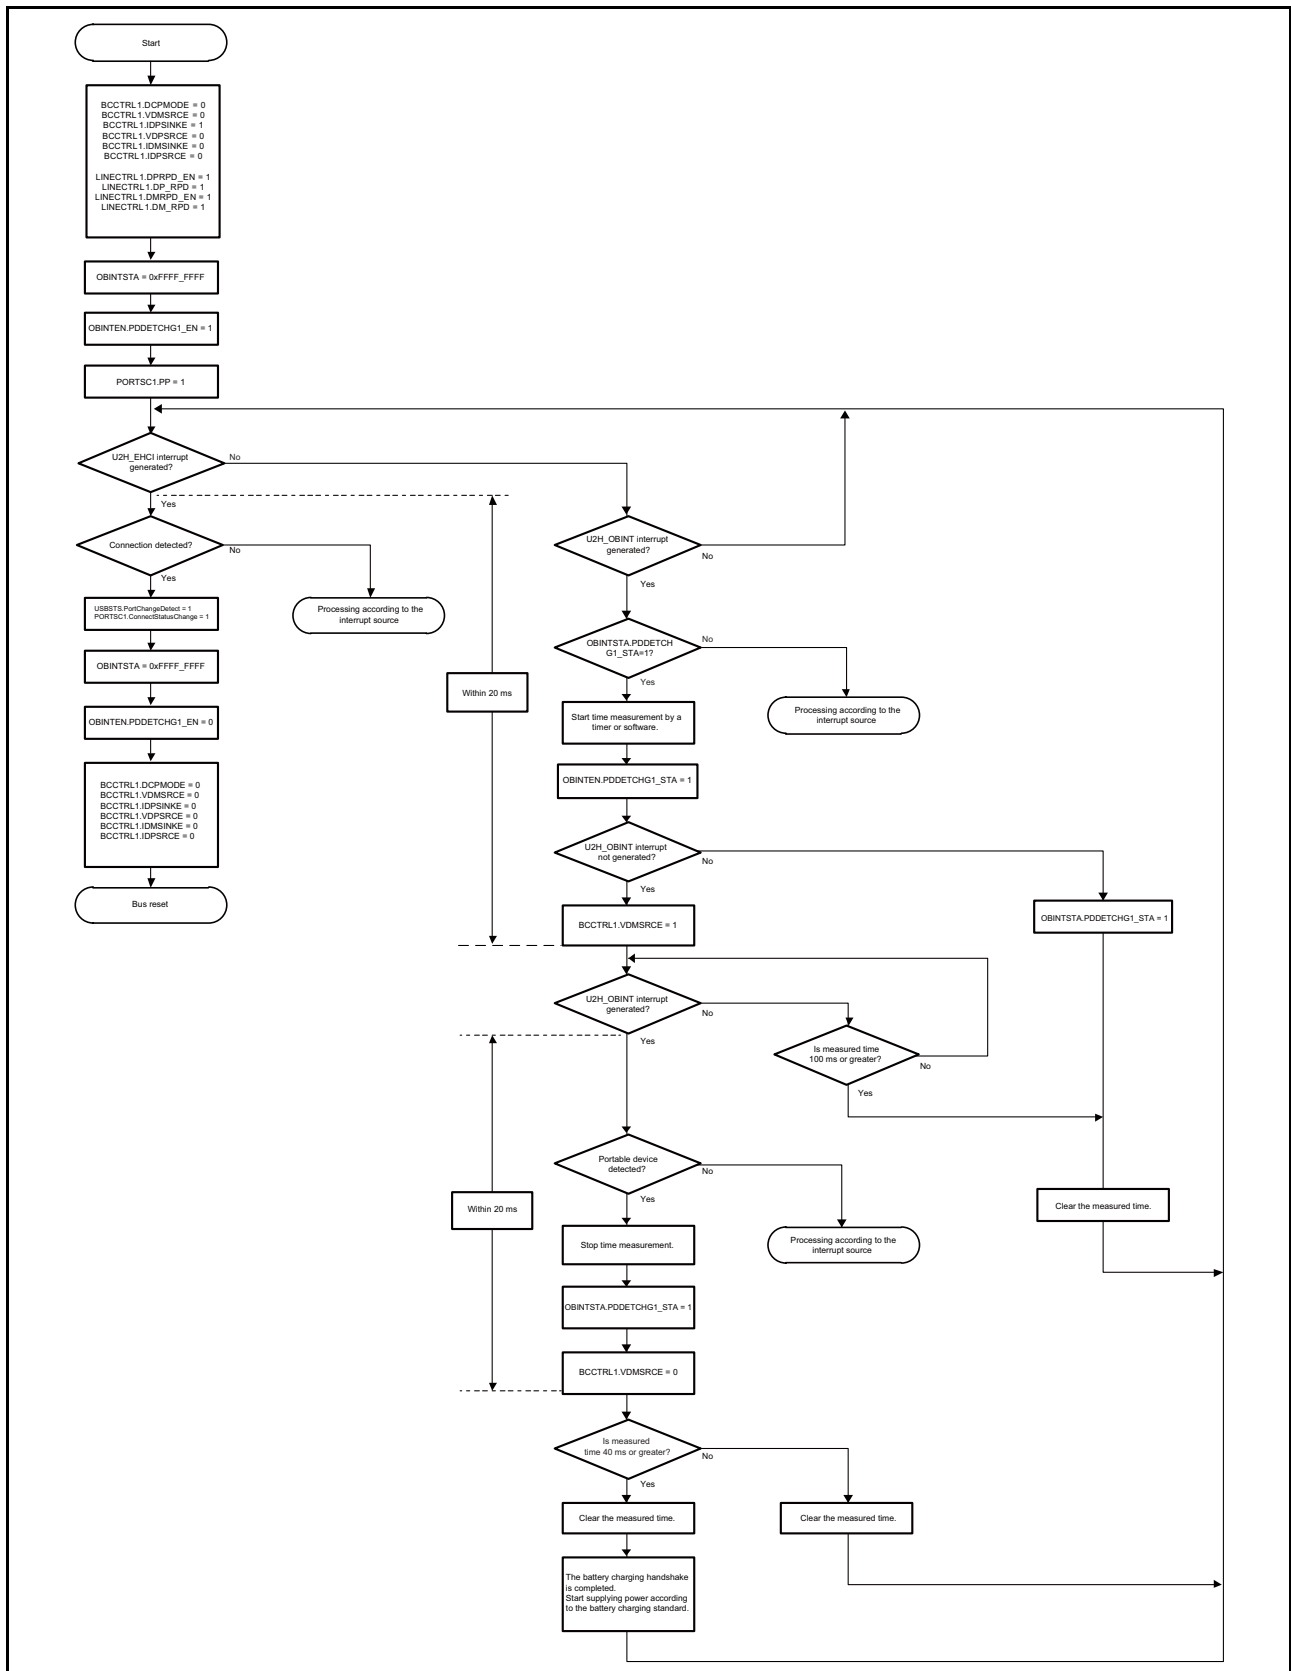 Start
BCCTRL1.DCPMODE = 0
BCCTRL1.VDMSRCE = 0
BCCTRL1.IDPSINKE = 1
BCCTRL1.VDPSRCE = 0
BCCTRL1.IDMSINKE = 0
BCCTRL1.IDPSRCE = 0
LINECTRL1.DPRPD_EN = 1
LINECTRL1.DP_RPD = 1
LINECTRL1.DMRPD_EN = 1
LINECTRL1.DM_RPD = 1
OBINTSTA = 0xFFFF_FFFF
OBINTEN.PDDETCHG1_EN = 1
PORTSC1.PP = 1
U2H_EHCI interrupt
generated?
No
Yes
Connection detected?
No
Yes
Processing according to the
interrupt source
USBSTS.PortChangeDetect = 1
PORTSC1.ConnectStatusChange = 1
OBINTSTA = 0xFFFF_FFFF
OBINTEN.PDDETCHG1_EN = 0
BCCTRL1.DCPMODE = 0
BCCTRL1.VDMSRCE = 0
BCCTRL1.IDPSINKE = 0
BCCTRL1.VDPSRCE = 0
BCCTRL1.IDMSINKE = 0
BCCTRL1.IDPSRCE = 0
Bus reset
Within 20 ms
U2H_OBINT interrupt
generated?
No
Yes
OBINTSTA.PDDETCH
G1_STA=1?
No
Yes
Processing according to the
interrupt source
Start time measurement by a
timer or software.
OBINTEN.PDDETCHG1_STA = 1
U2H_OBINT interrupt
not generated?
No
Yes
OBINTSTA.PDDETCHG1_STA = 1
BCCTRL1.VDMSRCE = 1
U2H_OBINT interrupt
generated?
No
Yes
Is measured time
100 ms or greater?
No
Yes
Within 20 ms
Portable device
detected?
No
Yes
Processing according to the
interrupt source
Clear the measured time.
Stop time measurement.
OBINTSTA.PDDETCHG1_STA = 1
BCCTRL1.VDMSRCE = 0
Is measured
time 40 ms or greater?
No
Yes
Clear the measured time.
Clear the measured time.
The battery charging handshake
is completed.
Start supplying power according
to the battery charging standard.